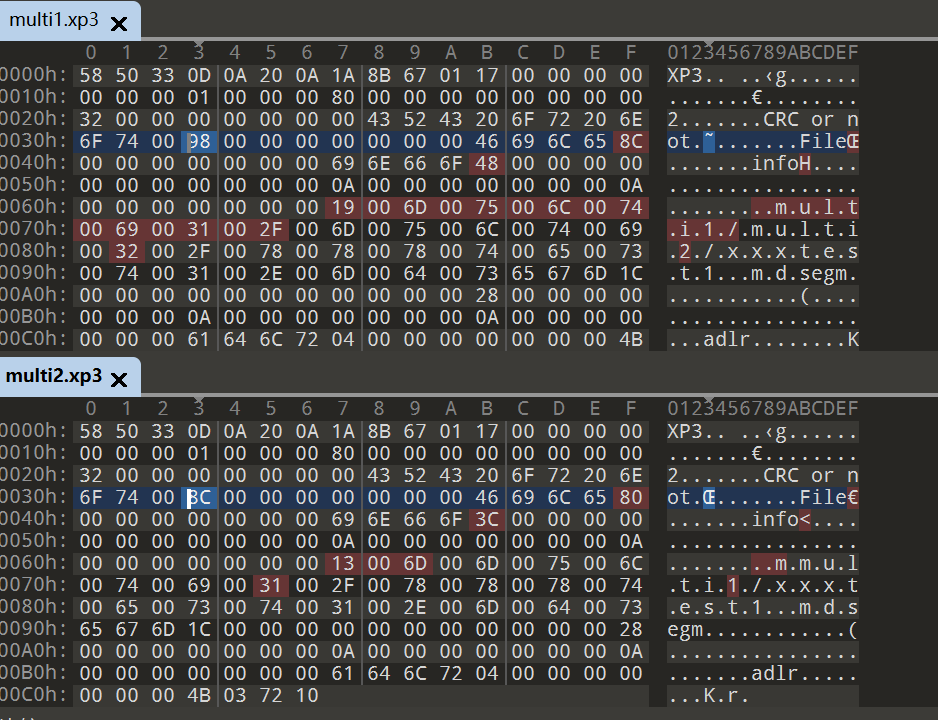 multi1.xp3 ×
0 1 2 3 4 5 6 7 8 9 A B C D E F 0123456789ABCDEF
0000h: 58 50 33 0D 0A 20 0A 1A 8B 67 01 17 00 00 00 00 XP3.. ..‹g......
0010h: 00 00 00 01 00 00 00 80 00 00 00 00 00 00 00 00 .......€........
0020h: 32 00 00 00 00 00 00 00 43 52 43 20 6F 72 20 6E 2.......CRC or n
0030h: 6F 74 00 98 00 00 00 00 00 00 00 46 69 6C 65 8C ot.˜.......FileŒ
0040h: 00 00 00 00 00 00 00 69 6E 66 6F 48 00 00 00 00 .......infoH....
0050h: 00 00 00 00 00 00 00 0A 00 00 00 00 00 00 00 0A ................
0060h: 00 00 00 00 00 00 00 19 00 6D 00 75 00 6C 00 74 .........m.u.l.t
0070h: 00 69 00 31 00 2F 00 6D 00 75 00 6C 00 74 00 69 .i.1./.m.u.l.t.i
0080h: 00 32 00 2F 00 78 00 78 00 78 00 74 00 65 00 73 .2./.x.x.x.t.e.s
0090h: 00 74 00 31 00 2E 00 6D 00 64 00 73 65 67 6D 1C .t.1...m.d.segm.
00A0h: 00 00 00 00 00 00 00 00 00 00 00 28 00 00 00 00 ...........(....
00B0h: 00 00 00 0A 00 00 00 00 00 00 00 0A 00 00 00 00 ................
00C0h: 00 00 00 61 64 6C 72 04 00 00 00 00 00 00 00 4B ...adlr........K
multi2.xp3 ×
0 1 2 3 4 5 6 7 8 9 A B C D E F 0123456789ABCDEF
0000h: 58 50 33 0D 0A 20 0A 1A 8B 67 01 17 00 00 00 00 XP3.. ..‹g......
0010h: 00 00 00 01 00 00 00 80 00 00 00 00 00 00 00 00 .......€........
0020h: 32 00 00 00 00 00 00 00 43 52 43 20 6F 72 20 6E 2.......CRC or n
0030h: 6F 74 00 8C 00 00 00 00 00 00 00 46 69 6C 65 80 ot.Œ.......File€
0040h: 00 00 00 00 00 00 00 69 6E 66 6F 3C 00 00 00 00 .......info<....
0050h: 00 00 00 00 00 00 00 0A 00 00 00 00 00 00 00 0A ................
0060h: 00 00 00 00 00 00 00 13 00 6D 00 6D 00 75 00 6C .........m.m.u.l
0070h: 00 74 00 69 00 31 00 2F 00 78 00 78 00 78 00 74 .t.i.1./.x.x.x.t
0080h: 00 65 00 73 00 74 00 31 00 2E 00 6D 00 64 00 73 .e.s.t.1...m.d.s
0090h: 65 67 6D 1C 00 00 00 00 00 00 00 00 00 00 00 28 egm............(
00A0h: 00 00 00 00 00 00 00 0A 00 00 00 00 00 00 00 0A ................
00B0h: 00 00 00 00 00 00 00 61 64 6C 72 04 00 00 00 00 .......adlr.....
00C0h: 00 00 00 4B 03 72 10 ...K.r.